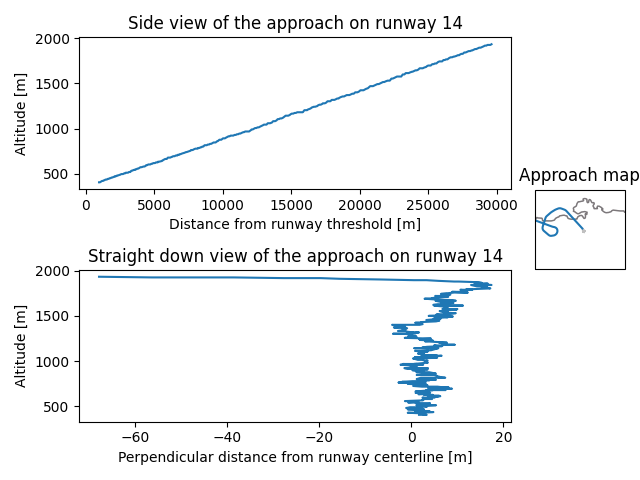 Side view of the approach on runway 14
2000
1500
1000
500
Altitude [m]
0 5000 10000 15000 20000 25000 30000
Distance from runway threshold [m]
Approach map
Straight down view of the approach on runway 14
2000
1500
1000
500
Altitude [m]
−60 −40 −20 0 20
Perpendicular distance from runway centerline [m]